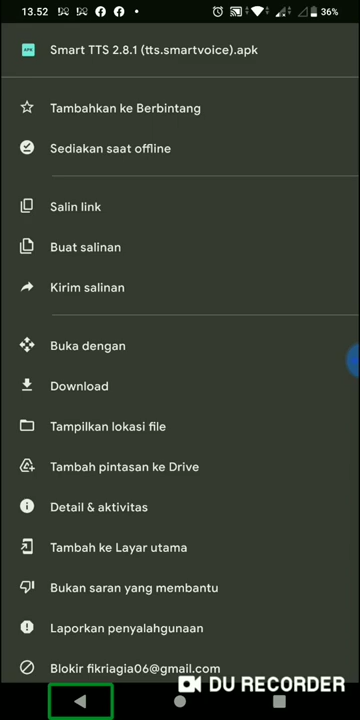 13.52
36%
APK
Smart TTS 2.8.1 (tts.smartvoice).apk
Tambahkan ke Berbintang
Sediakan saat offline
Salin link
Buat salinan
Kirim salinan
Buka dengan
Download
Tampilkan lokasi file
Tambah pintasan ke Drive
Detail & aktivitas
Tambah ke Layar utama
Bukan saran yang membantu
Laporkan penyalahgunaan
Blokir fikriagia06@gmail.com
DU RECORDER